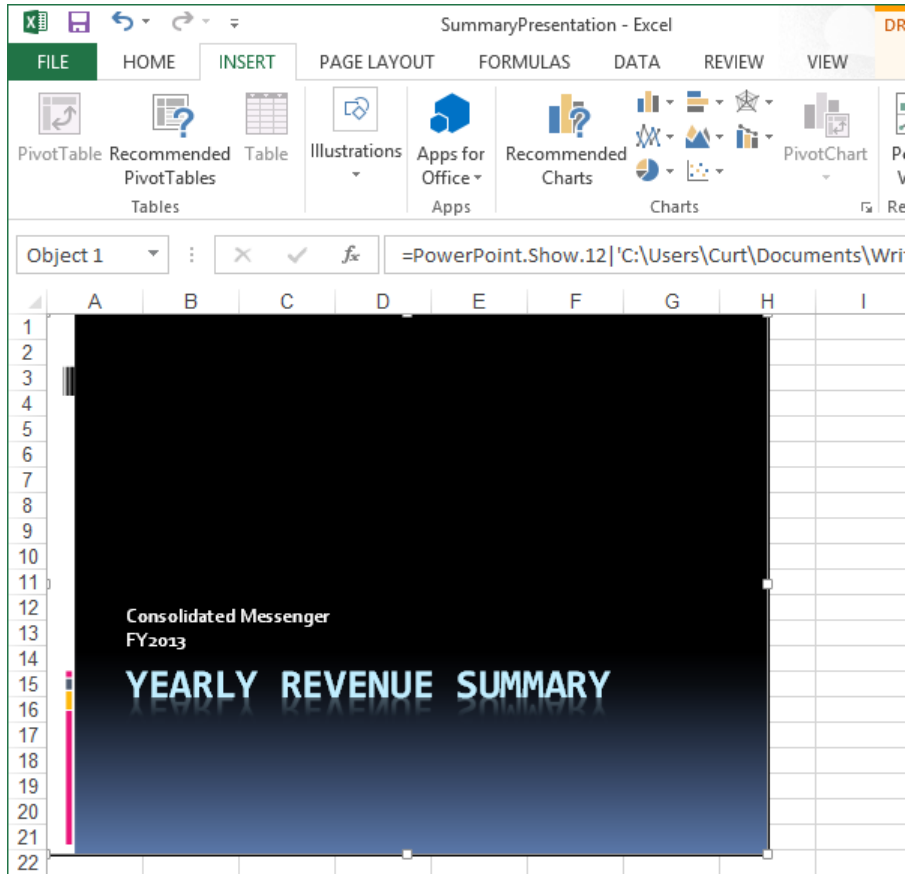 SummaryPresentation - Excel
DR
FILE HOME INSERT PAGE LAYOUT FORMULAS DATA REVIEW VIEW
PivotTable Recommended PivotTables Table Illustrations Apps for Office Recommended Charts PivotChart
Tables Apps Charts Re
Object 1 fx =PowerPoint.Show.12|'C:\Users\Curt\Documents\Wri
A B C D E F G H I
1
2
3
4
5
6
7
8
9
10
11
12
13
14
15
16
17
18
19
20
21
22
Consolidated Messenger
FY2013
YEARLY REVENUE SUMMARY